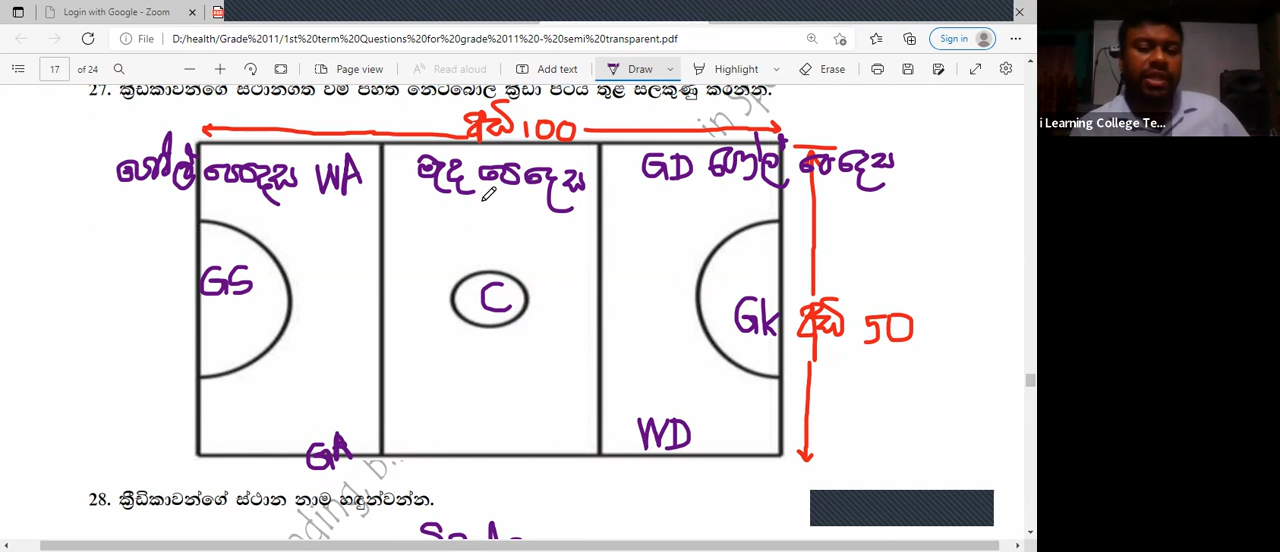 Login with Google - Zoom
Sign in
File D:/health/Grade%2011/1st%20term%20Questions%20for%20grade%2011%20-%20semi%20transparent.pdf
17 of 24 Page view Read aloud Add text Draw Highlight Erase
i Learning College Te...
27. ක්‍රීඩිකාවන්ගේ ස්ථානගත වීම පහත නෙට්බෝල් ක්‍රීඩා පිටිය තුළ සලකුණු කරන්න.
අඩි 100
ගෝල් පෙදෙස WA මැද පෙදෙස GD ගෝල් පෙදෙස
GS C GK අඩි 50
GA WD
28. ක්‍රීඩිකාවන්ගේ ස්ථාන නාම හඳුන්වන්න.